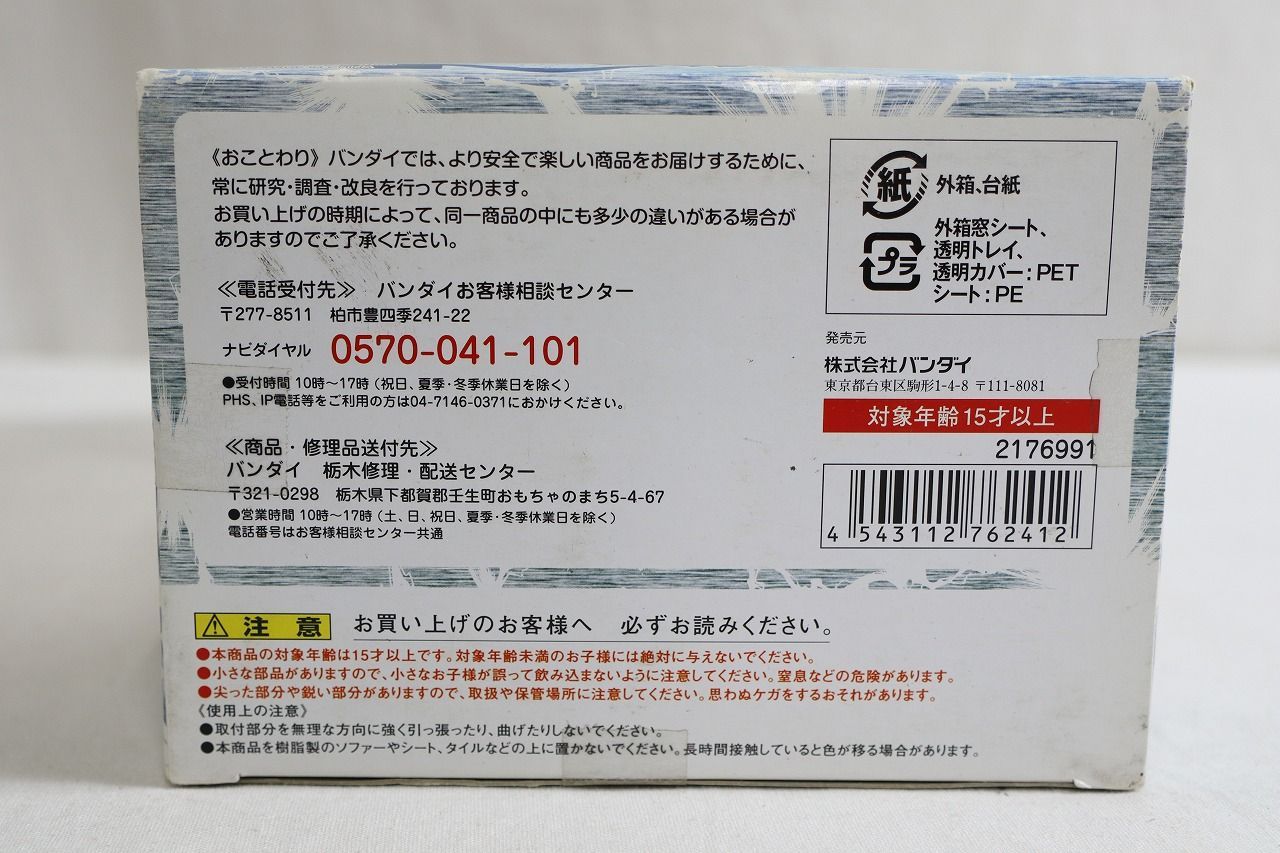 《おことわり》バンダイでは、より安全で楽しい商品をお届けするために、
常に研究・調査・改良を行っております。
お買い上げの時期によって、同一商品の中にも多少の違いがある場合が
ありますのでご了承ください。
≪電話受付先≫ バンダイお客様相談センター
〒277-8511 柏市豊四季241-22
ナビダイヤル 0570-041-101
●受付時間 10時〜17時(祝日、夏季・冬季休業日を除く)
PHS、IP電話等をご利用の方は04-7146-0371におかけください。
≪商品・修理品送付先≫
バンダイ 栃木修理・配送センター
〒321-0298 栃木県下都賀郡壬生町おもちゃのまち5-4-67
●営業時間 10時〜17時(土、日、祝日、夏季・冬季休業日を除く)
電話番号はお客様相談センター共通
紙 外箱、台紙
プラ 外箱窓シート、
透明トレイ、
透明カバー:PET
シート:PE
発売元
株式会社バンダイ
東京都台東区駒形1-4-8 〒111-8081
対象年齢15才以上
2176991
4 543112 762412
注意 お買い上げのお客様へ 必ずお読みください。
●本商品の対象年齢は15才以上です。対象年齢未満のお子様には絶対に与えないでください。
●小さな部品がありますので、小さなお子様が誤って飲み込まないように注意してください。窒息などの危険があります。
●尖った部分や鋭い部分がありますので、取扱や保管場所に注意してください。思わぬケガをするおそれがあります。
《使用上の注意》
●取付部分を無理な方向に強く引っ張ったり、曲げたりしないでください。
●本商品を樹脂製のソファーやシート、タイルなどの上に置かないでください。長時間接触していると色が移る場合があります。